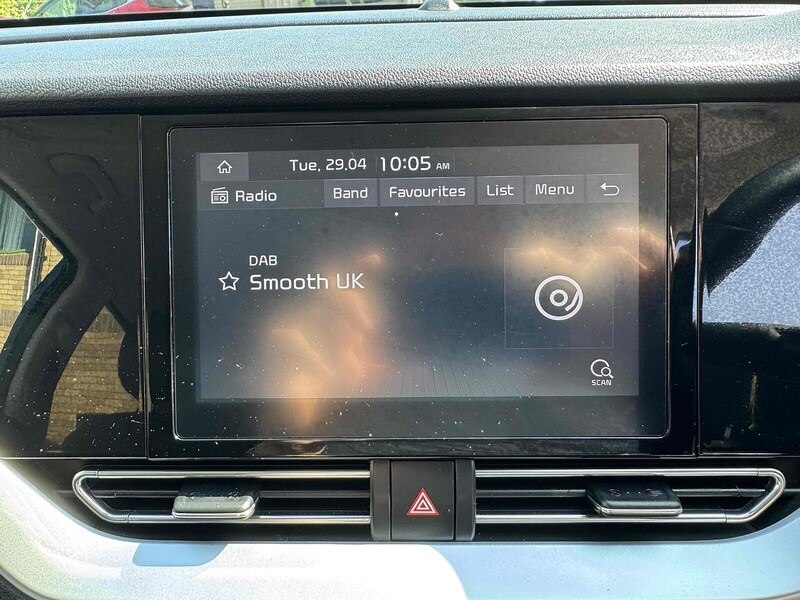 Tue, 29.04 10:05 AM
Radio Band Favourites List Menu
DAB
Smooth UK
SCAN